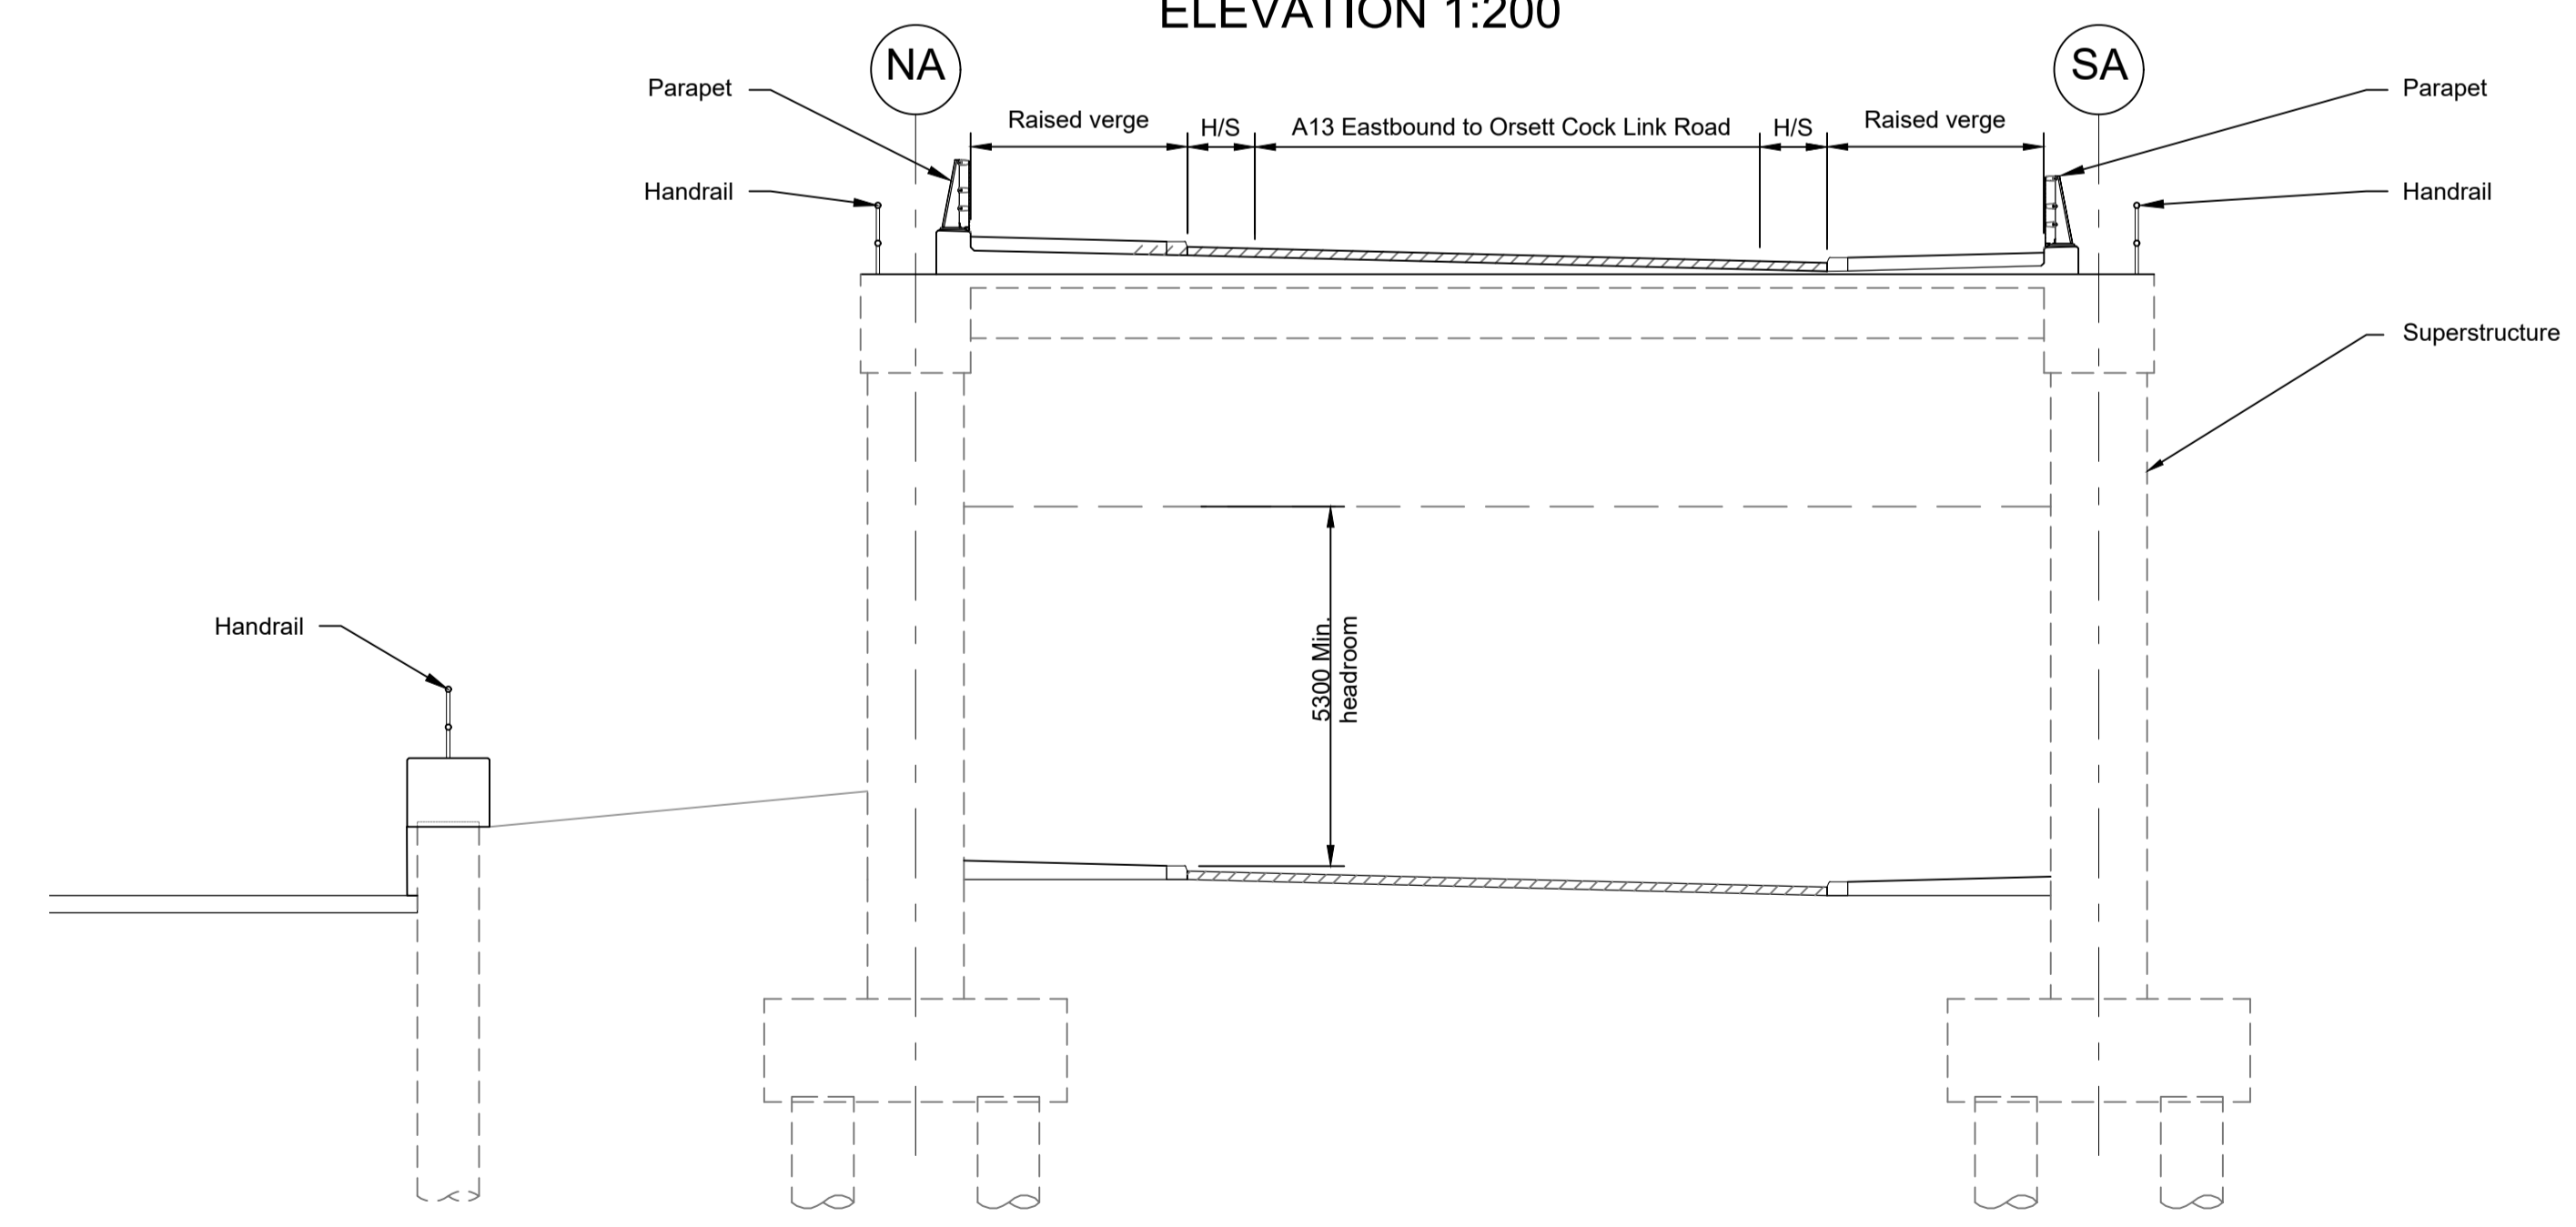 ELEVATION 1:200
NA
SA
Parapet
Parapet
Raised verge
H/S
A13 Eastbound to Orsett Cock Link Road
H/S
Raised verge
Handrail
Handrail
Superstructure
5300 Min.
headroom
Handrail